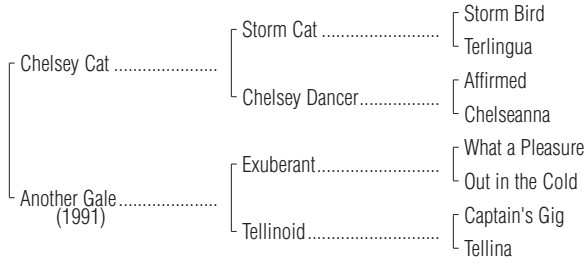 Storm Bird
Storm Cat ........................
Terlingua
Chelsey Cat .....................
Affirmed
Chelsey Dancer................
Chelseanna
What a Pleasure
Exuberant.........................
Out in the Cold
Another Gale....................
(1991)
Captain's Gig
Tellinoid...........................
Tellina